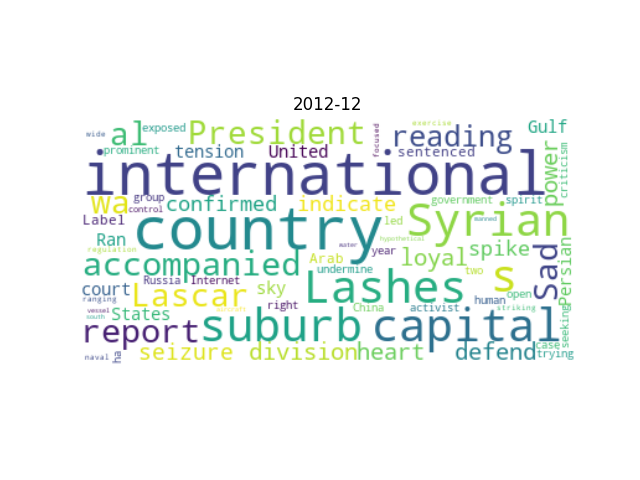 2012-12
wide al exposed President focused exercise reading Gulf
prominent tension United sentenced criticism
international power
wa group control confirmed indicate government spirit
Label country led Syrian
Ran regulation year hypothetical
accompanied Arab undermine loyal spike Sad Persian
court Russia Internet water two s
ranging Lascar sky Lashes human open
vessel south States right China activist striking seeking
report suburb capital
naval ha seizure division heart defend case trying